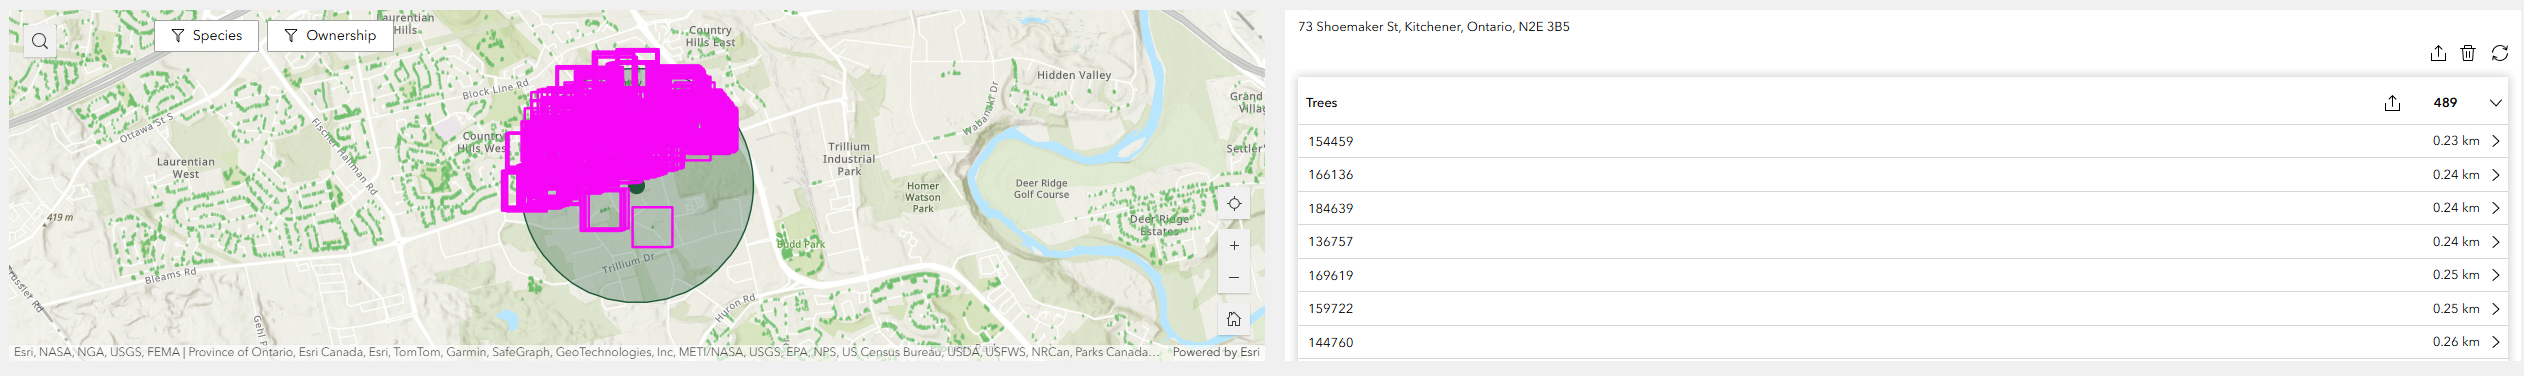 Species
Ownership
Laurentian
Hills
Country
Hills East
Block Line Rd
Hidden Valley
Grand
Villag
Wabanaki Dr
Ottawa St S
Fischer Hallman Rd
Country
Hills West
Laurentian
West
Trillium
Industrial
Park
Settler'
Homer
Watson
Park
Deer Ridge
Golf Course
419 m
Deer Ridge
Estates
Budd Park
Trillium Dr
Bleams Rd
Huron Rd
Esri, NASA, NGA, USGS, FEMA | Province of Ontario, Esri Canada, Esri, TomTom, Garmin, SafeGraph, GeoTechnologies, Inc, METI/NASA, USGS, EPA, NPS, US Census Bureau, USDA, USFWS, NRCan, Parks Canada...
Powered by Esri
73 Shoemaker St, Kitchener, Ontario, N2E 3B5
Trees 489
154459 0.23 km
166136 0.24 km
184639 0.24 km
136757 0.24 km
169619 0.25 km
159722 0.25 km
144760 0.26 km